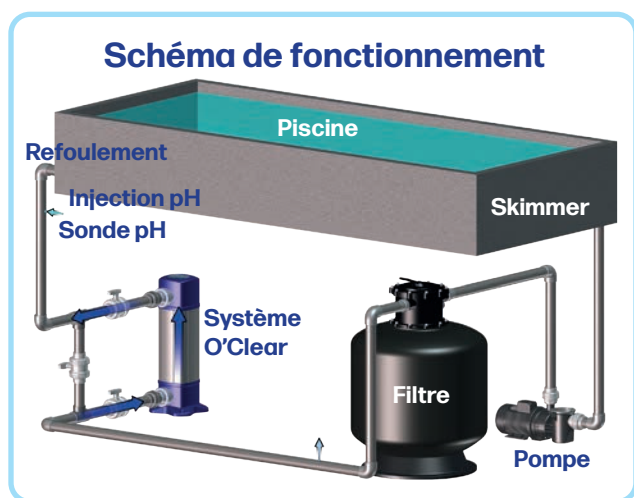 Schéma de fonctionnement
Piscine
Refoulement
Injection pH
Skimmer
Sonde pH
Système
O'Clear
Filtre
Pompe